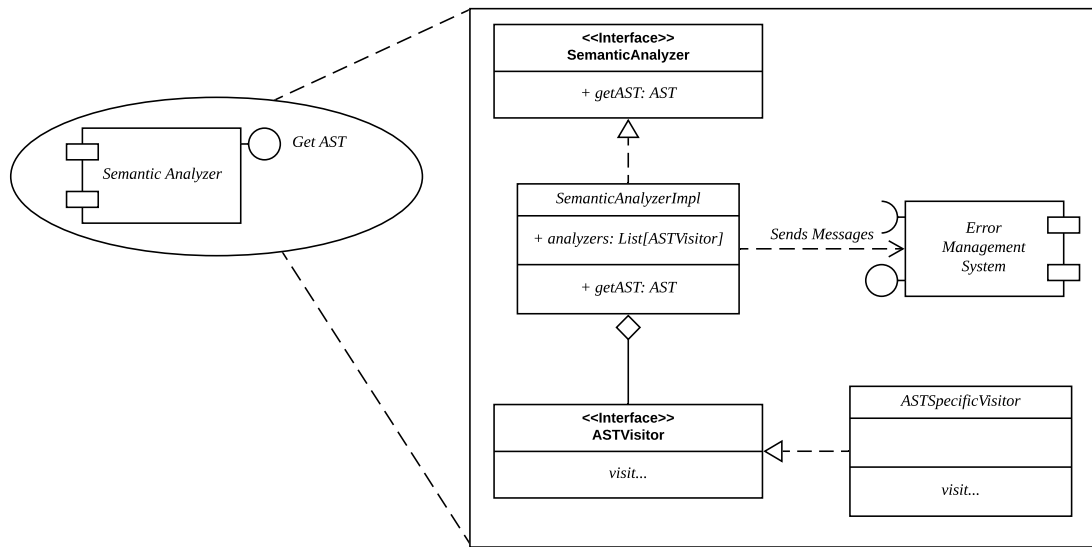 <<Interface>>
SemanticAnalyzer
+ getAST: AST
Semantic Analyzer
Get AST
SemanticAnalyzerImpl
+ analyzers: List[ASTVisitor]
+ getAST: AST
Sends Messages
Error
Management
System
<<Interface>>
ASTVisitor
visit...
ASTSpecificVisitor
visit...